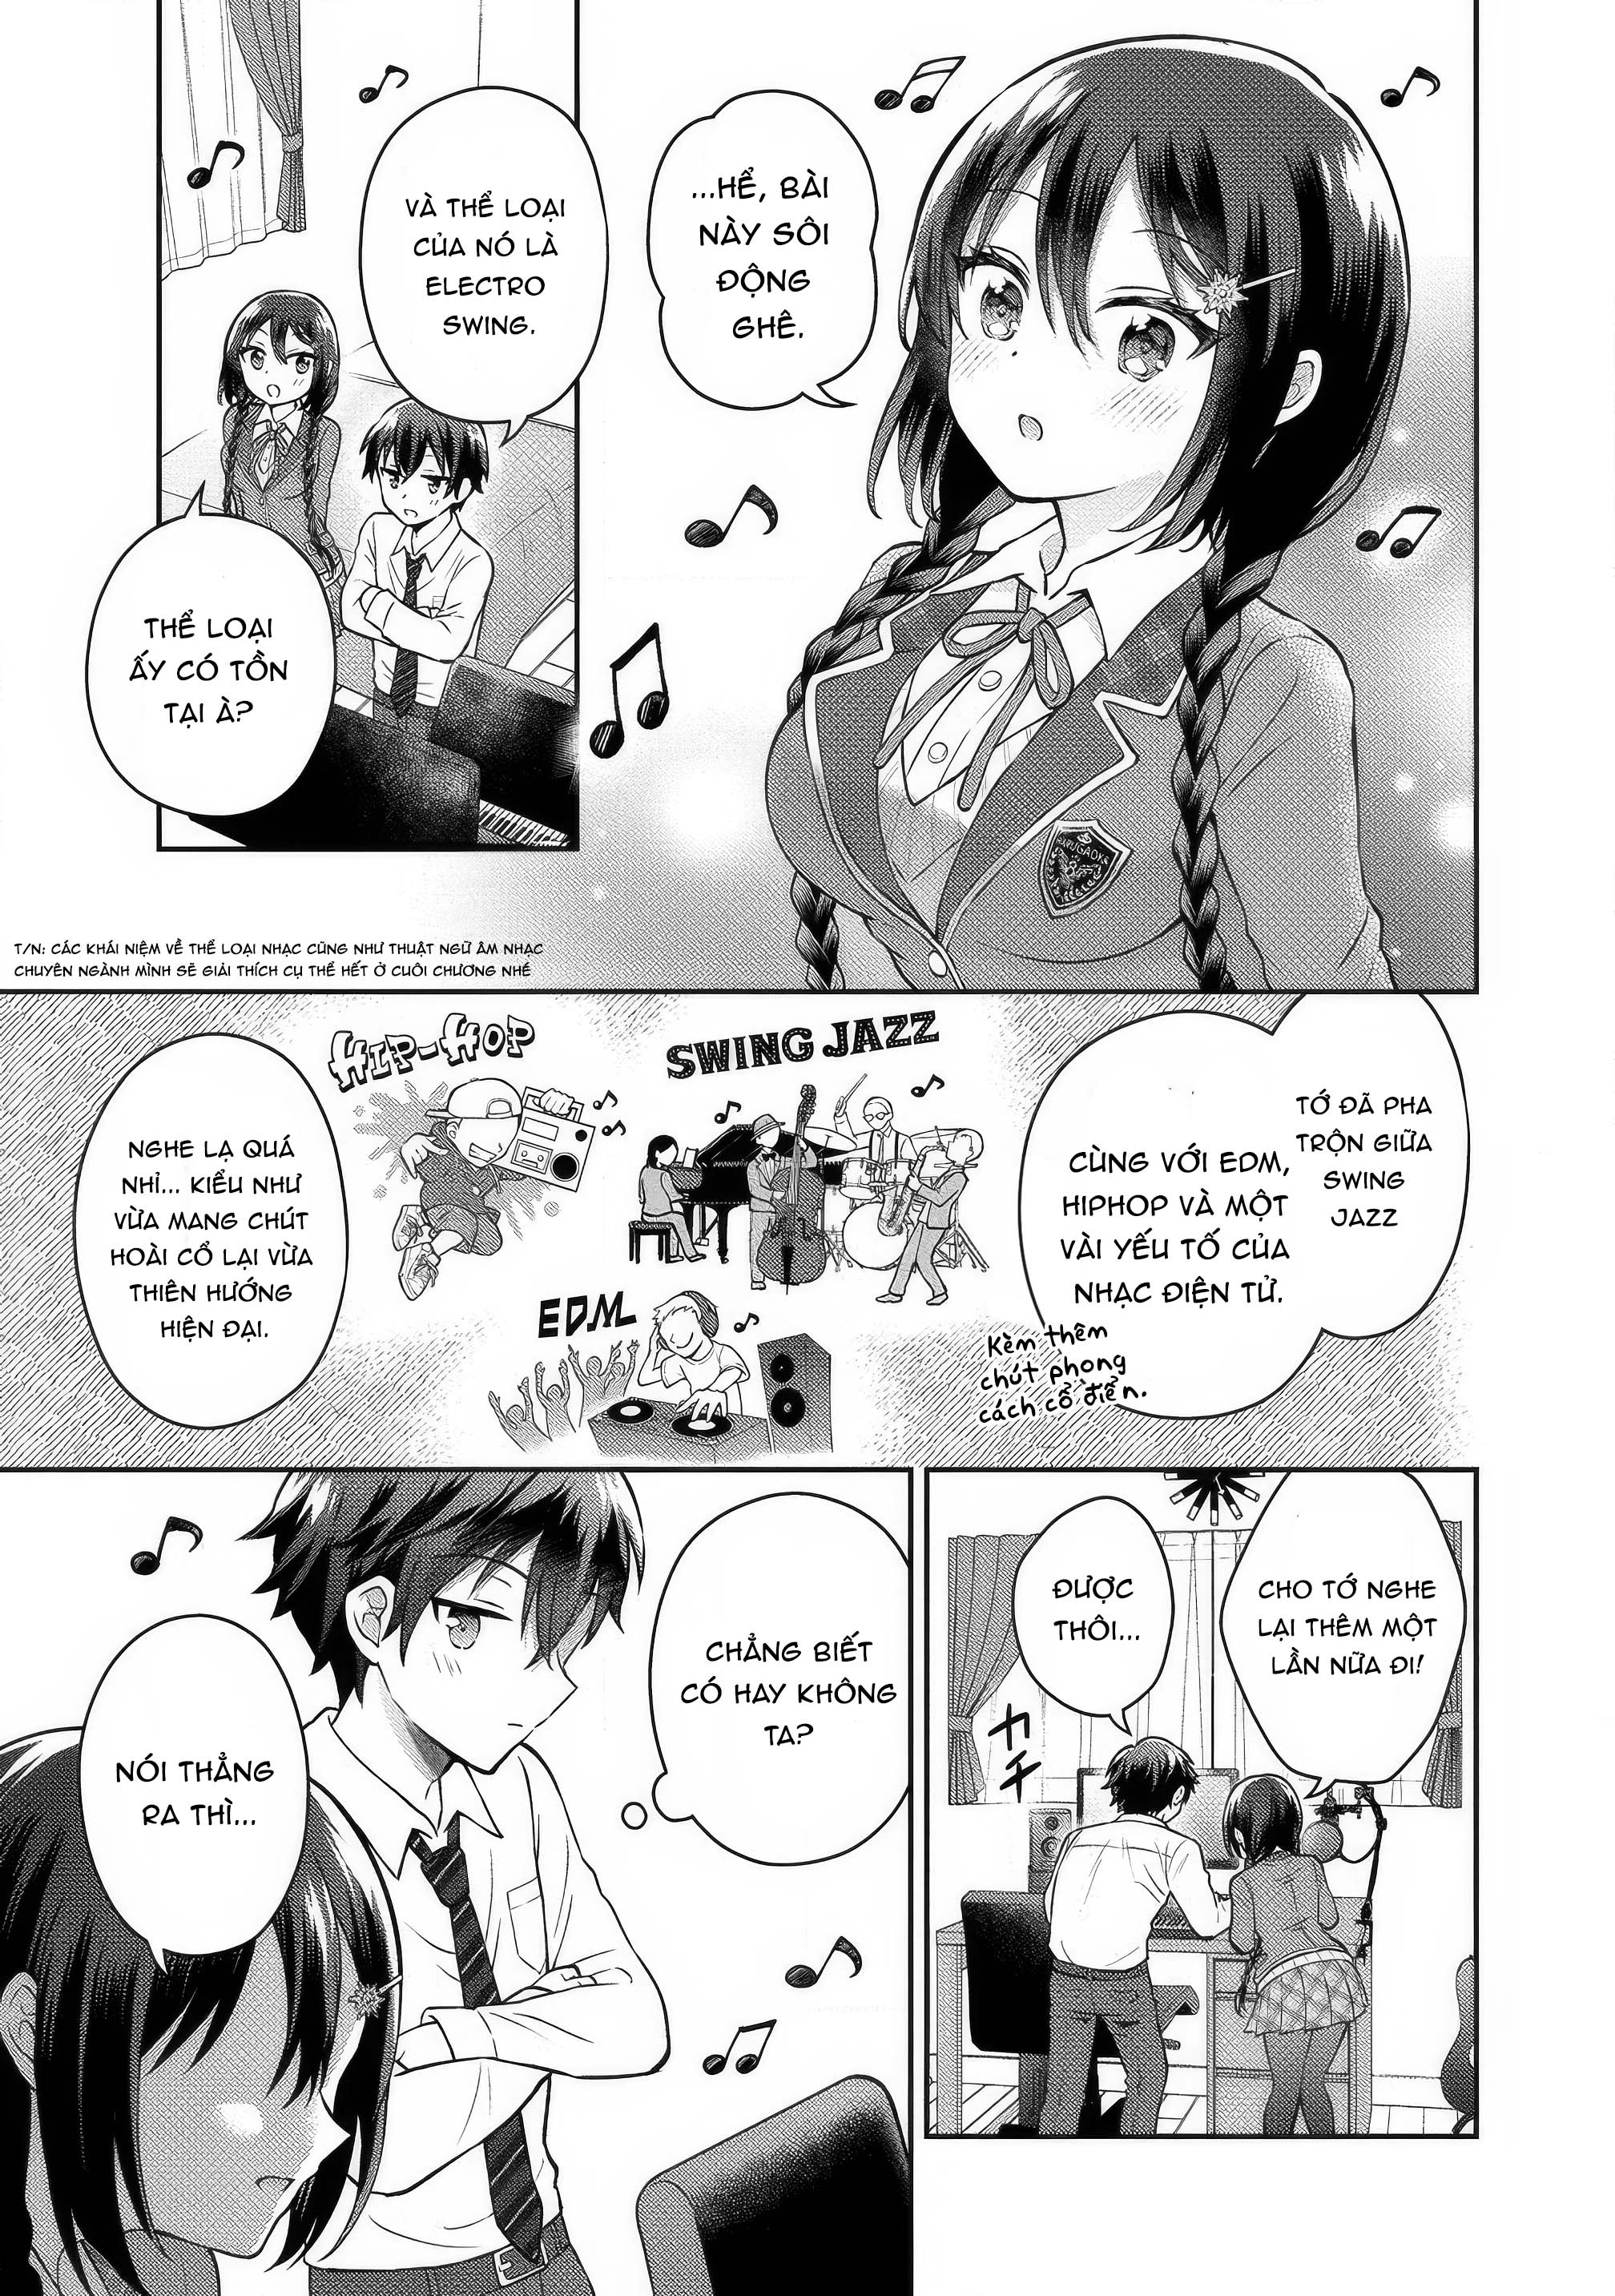 ...HỂ, BÀI
NÀY SÔI
ĐỘNG
GHÊ.
VÀ THỂ LOẠI
CỦA NÓ LÀ
ELECTRO
SWING.
THỂ LOẠI
ẤY CÓ TỒN
TẠI À?
T/N: CÁC KHÁI NIỆM VỀ THỂ LOẠI NHẠC CŨNG NHƯ THUẬT NGỮ ÂM NHẠC
CHUYÊN NGÀNH MÌNH SẼ GIẢI THÍCH CỤ THỂ HẾT Ở CUỐI CHƯƠNG NHÉ
TỚ ĐÃ PHA
TRỘN GIỮA
SWING
JAZZ
CÙNG VỚI EDM,
HIPHOP VÀ MỘT
VÀI YẾU TỐ CỦA
NHẠC ĐIỆN TỬ.
Kèm thêm
chút phong
cách cổ điển.
SWING JAZZ
HIP-HOP
EDM
NGHE LẠ QUÁ
NHỈ... KIỂU NHƯ
VỪA MANG CHÚT
HOÀI CỔ LẠI VỪA
THIÊN HƯỚNG
HIỆN ĐẠI.
CHO TỚ NGHE
LẠI THÊM MỘT
LẦN NỮA ĐI!
ĐƯỢC
THÔI...
カチ
CHẲNG BIẾT
CÓ HAY KHÔNG
TA?
NÓI THẲNG
RA THÌ...